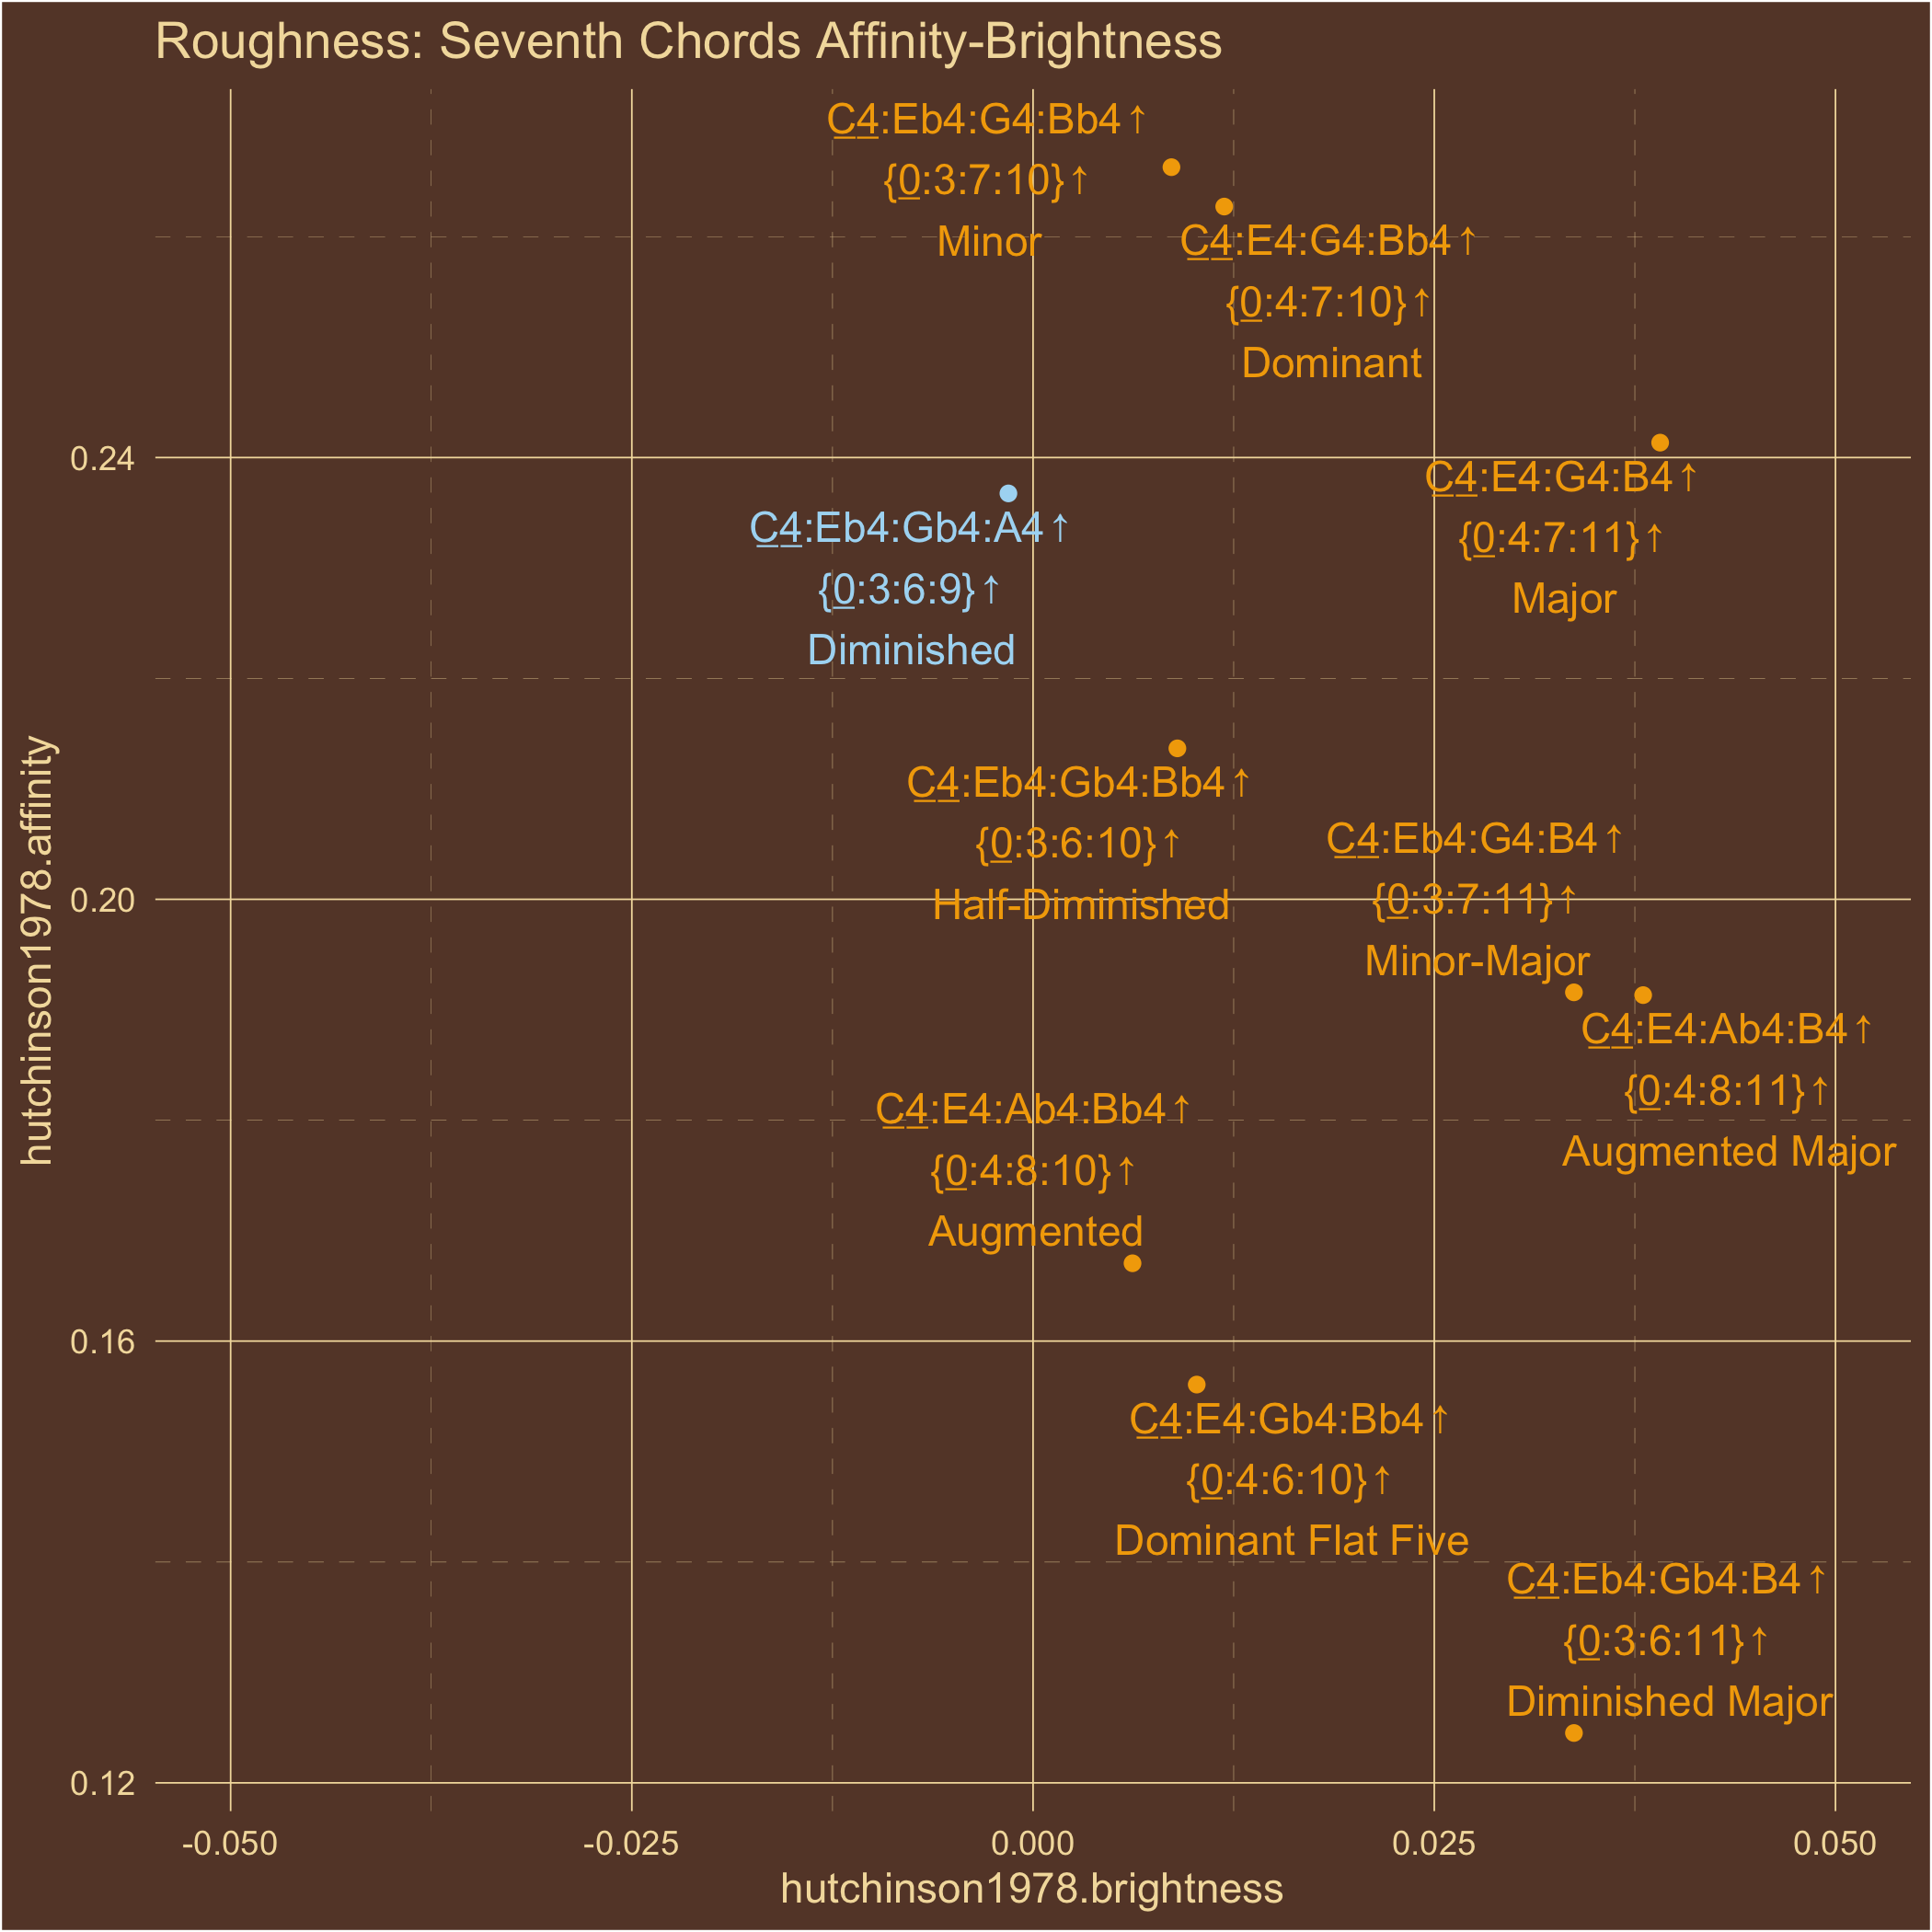 Roughness: Seventh Chords Affinity-Brightness
C4:Eb4:G4:Bb4↑
{0:3:7:10}↑
Minor
C4:E4:G4:Bb4↑
{0:4:7:10}↑
Dominant
0.24
C4:E4:G4:B4↑
{0:4:7:11}↑
Major
C4:Eb4:Gb4:A4↑
{0:3:6:9}↑
Diminished
C4:Eb4:Gb4:Bb4↑
{0:3:6:10}↑
Half-Diminished
C4:Eb4:G4:B4↑
{0:3:7:11}↑
Minor-Major
0.20
hutchinson1978.affinity
C4:E4:Ab4:B4↑
{0:4:8:11}↑
Augmented Major
C4:E4:Ab4:Bb4↑
{0:4:8:10}↑
Augmented
0.16
C4:E4:Gb4:Bb4↑
{0:4:6:10}↑
Dominant Flat Five
C4:Eb4:Gb4:B4↑
{0:3:6:11}↑
Diminished Major
0.12
-0.050 -0.025 0.000 0.025 0.050
hutchinson1978.brightness